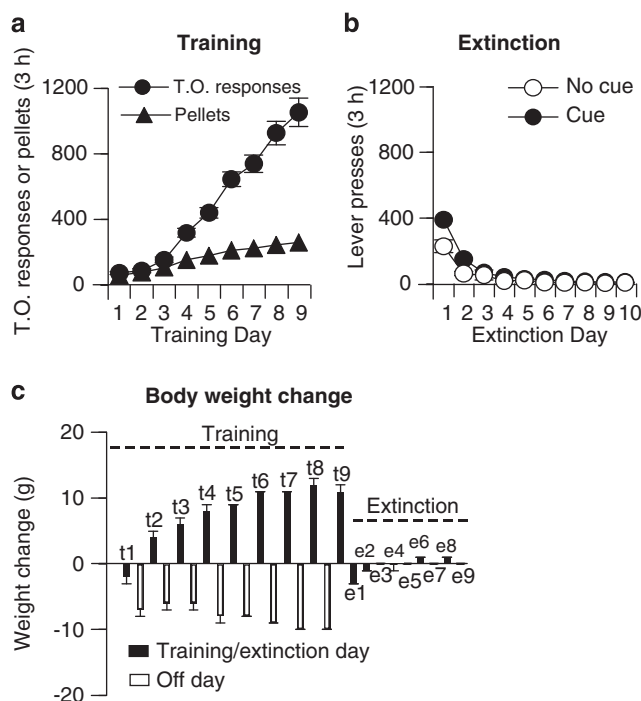 a
Training
T.O. responses or pellets (3 h)
1200
800
400
0
T.O. responses
Pellets
1 2 3 4 5 6 7 8 9
Training Day
b
Extinction
Lever presses (3 h)
1200
800
400
0
No cue
Cue
1 2 3 4 5 6 7 8 9 10
Extinction Day
c
Body weight change
Weight change (g)
20
10
0
-10
-20
Training
t1 t2 t3 t4 t5 t6 t7 t8 t9
Extinction
e1 e2 e3 e4 e5 e6 e7 e8 e9
Training/extinction day
Off day